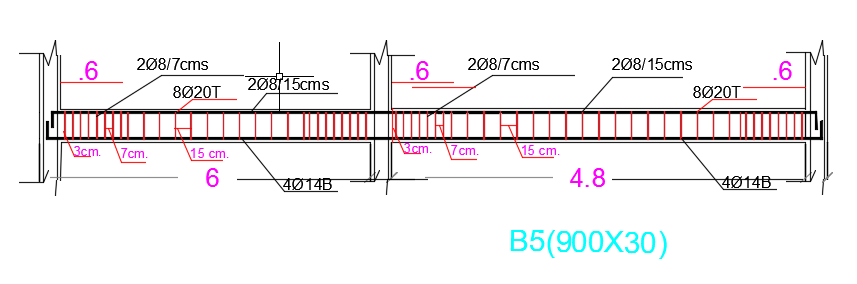 .6 2Ø8/7cms 2Ø8/15cms 8Ø20T
.6 2Ø8/7cms 2Ø8/15cms 8Ø20T .6
3cm. 7cm. 15 cm.
3cm. 7cm. 15 cm.
6 4Ø14B
4.8 4Ø14B
B5(900X30)